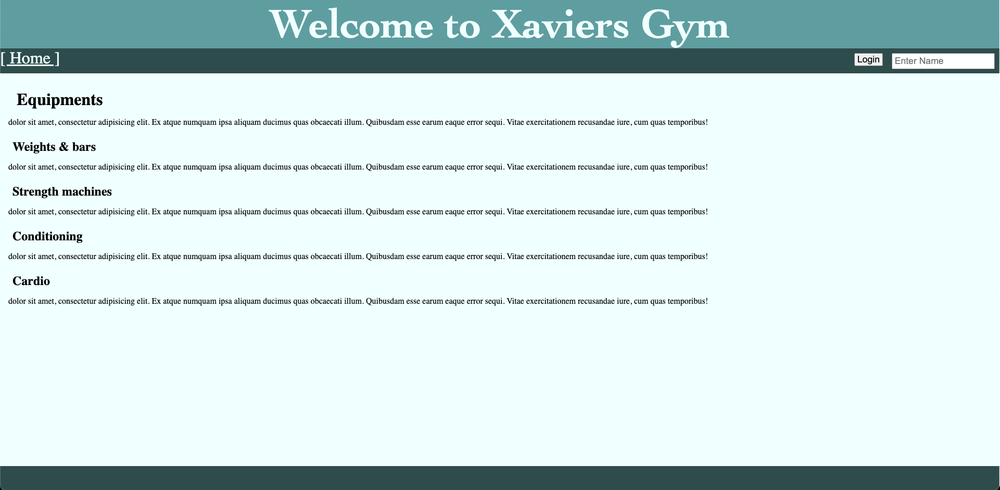 Welcome to Xaviers Gym
[ Home ]
Login
Enter Name
Equipments
dolor sit amet, consectetur adipisicing elit. Ex atque numquam ipsa aliquam ducimus quas obcaecati illum. Quibusdam esse earum eaque error sequi. Vitae exercitationem recusandae iure, cum quas temporibus!
Weights & bars
dolor sit amet, consectetur adipisicing elit. Ex atque numquam ipsa aliquam ducimus quas obcaecati illum. Quibusdam esse earum eaque error sequi. Vitae exercitationem recusandae iure, cum quas temporibus!
Strength machines
dolor sit amet, consectetur adipisicing elit. Ex atque numquam ipsa aliquam ducimus quas obcaecati illum. Quibusdam esse earum eaque error sequi. Vitae exercitationem recusandae iure, cum quas temporibus!
Conditioning
dolor sit amet, consectetur adipisicing elit. Ex atque numquam ipsa aliquam ducimus quas obcaecati illum. Quibusdam esse earum eaque error sequi. Vitae exercitationem recusandae iure, cum quas temporibus!
Cardio
dolor sit amet, consectetur adipisicing elit. Ex atque numquam ipsa aliquam ducimus quas obcaecati illum. Quibusdam esse earum eaque error sequi. Vitae exercitationem recusandae iure, cum quas temporibus!